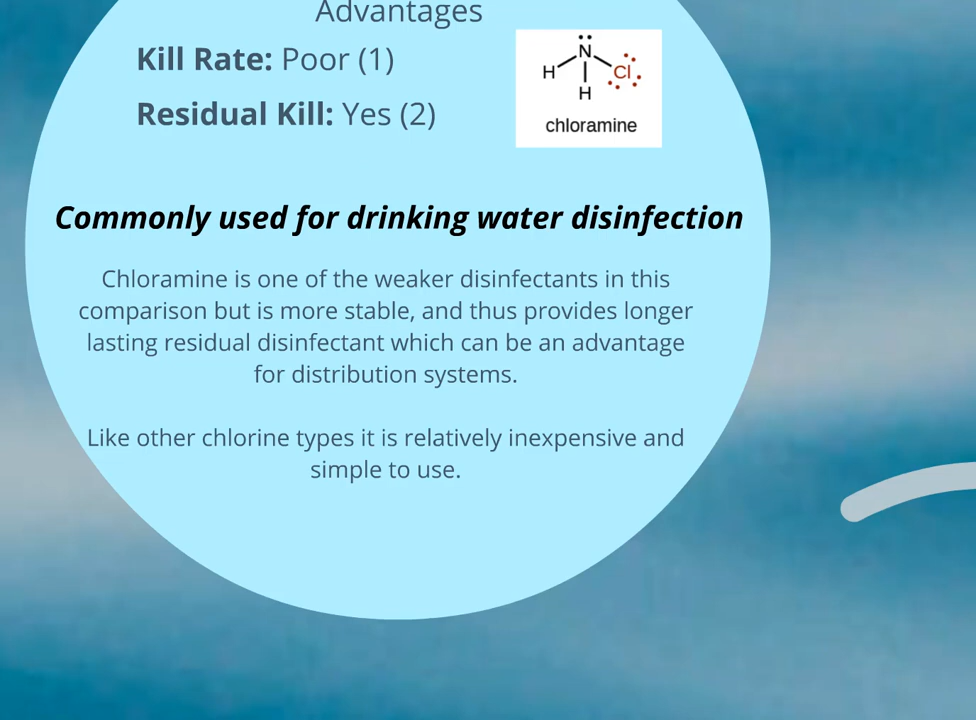 Advantages
Kill Rate: Poor (1)
Residual Kill: Yes (2)
N
H
Cl
H
chloramine
Commonly used for drinking water disinfection
Chloramine is one of the weaker disinfectants in this
comparison but is more stable, and thus provides longer
lasting residual disinfectant which can be an advantage
for distribution systems.
Like other chlorine types it is relatively inexpensive and
simple to use.